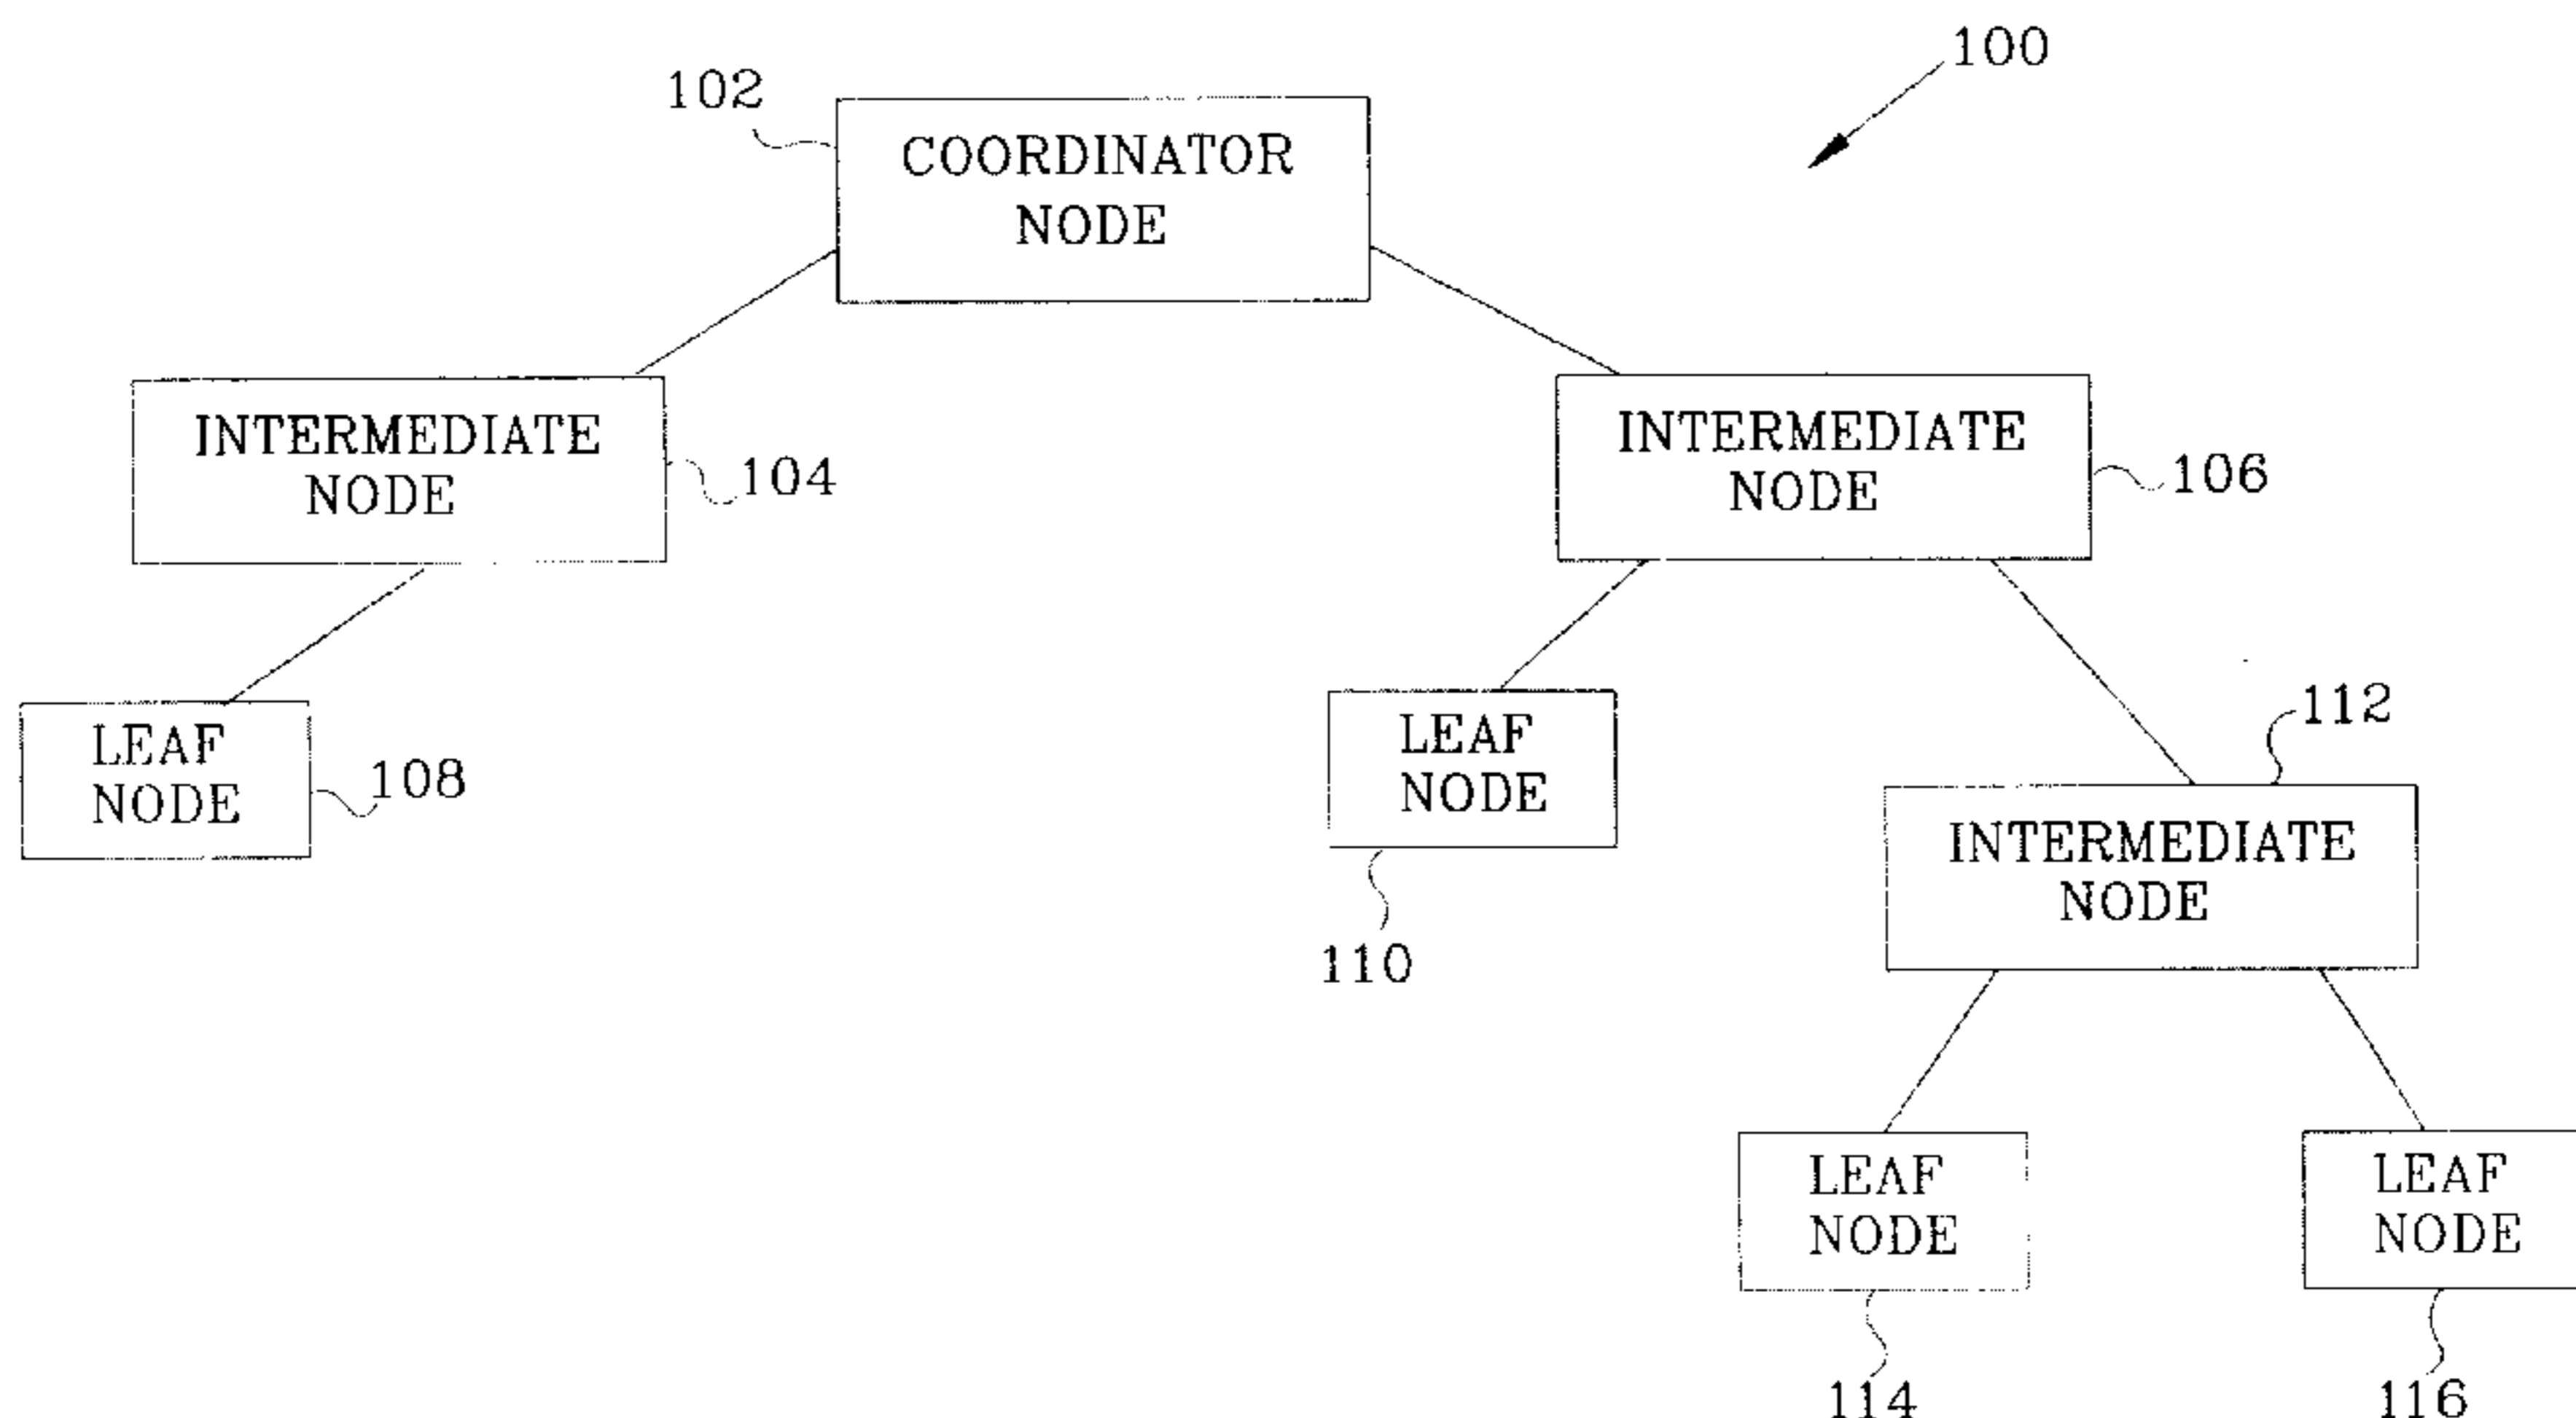 100
102
COORDINATOR
NODE
INTERMEDIATE
NODE
104
INTERMEDIATE
NODE
106
LEAF
NODE
108
LEAF
NODE
110
112
INTERMEDIATE
NODE
LEAF
NODE
114
LEAF
NODE
116